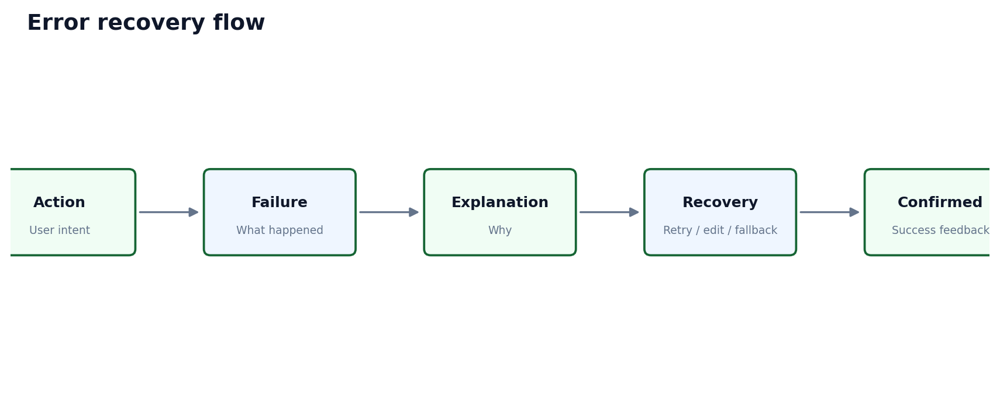 Error recovery flow
Action
User intent
Failure
What happened
Explanation
Why
Recovery
Retry / edit / fallback
Confirmed
Success feedback